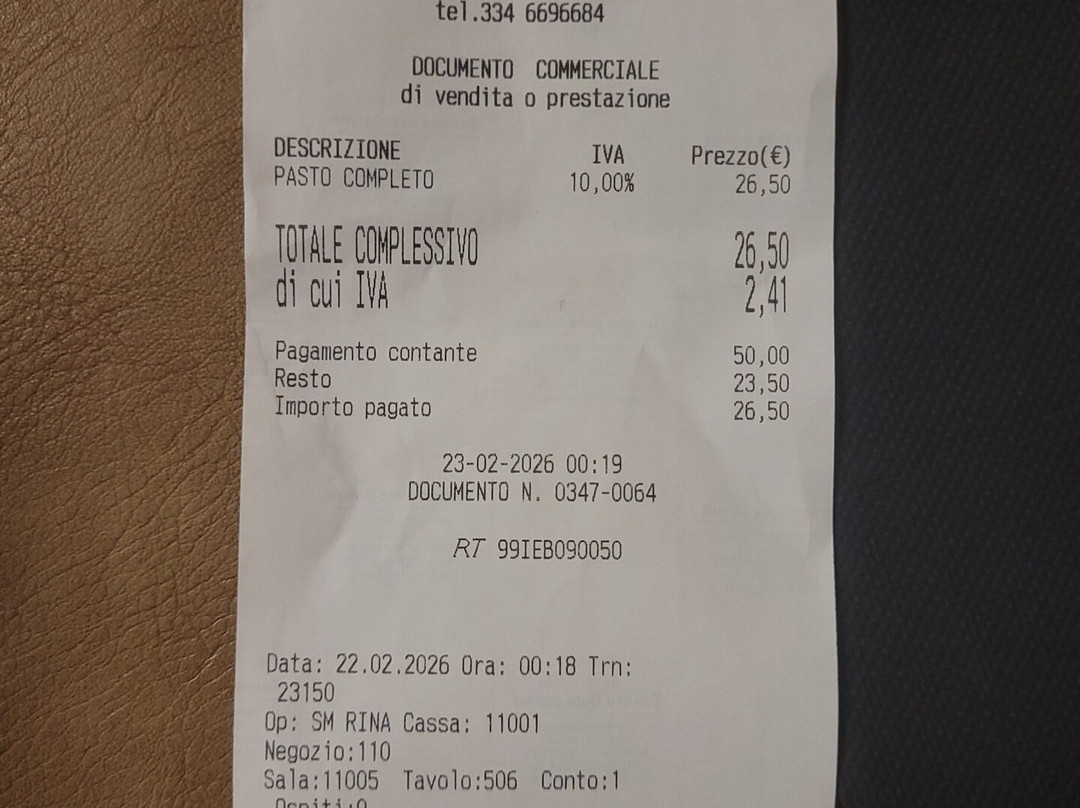 tel.334 6696684
DOCUMENTO COMMERCIALE
di vendita o prestazione
DESCRIZIONE IVA Prezzo(€)
PASTO COMPLETO 10,00% 26,50
TOTALE COMPLESSIVO 26,50
di cui IVA 2,41
Pagamento contante 50,00
Resto 23,50
Importo pagato 26,50
23-02-2026 00:19
DOCUMENTO N. 0347-0064
RT 99IEB090050
Data: 22.02.2026 Ora: 00:18 Trn:
23150
Op: SM RINA Cassa: 11001
Negozio:110
Sala:11005 Tavolo:506 Conto:1
Ospiti:0